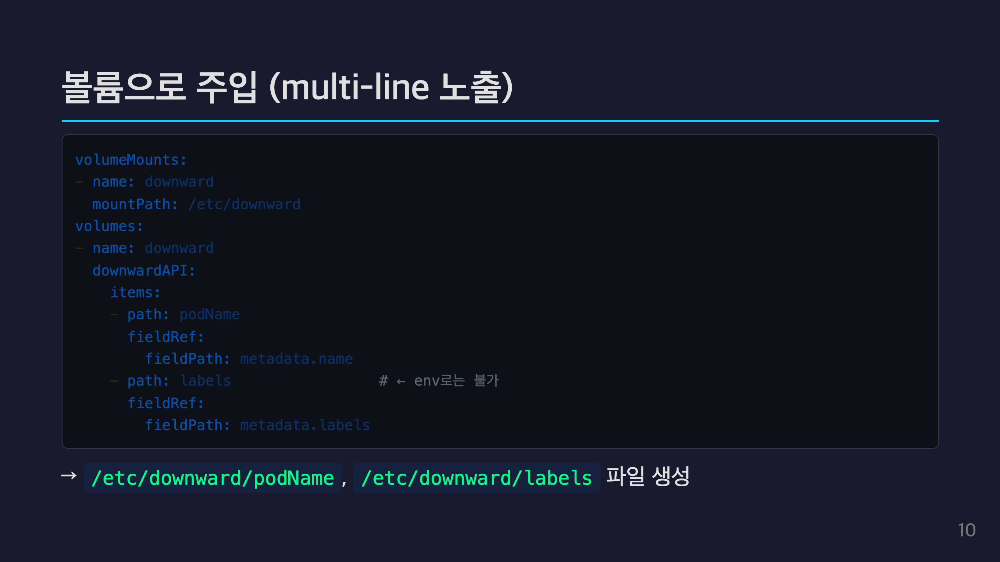 볼륨으로 주입 (multi-line 노출)
volumeMounts:
- name: downward
  mountPath: /etc/downward
volumes:
- name: downward
  downwardAPI:
    items:
    - path: podName
      fieldRef:
        fieldPath: metadata.name
    - path: labels                 # ← env로는 불가
      fieldRef:
        fieldPath: metadata.labels
→ /etc/downward/podName, /etc/downward/labels 파일 생성
10